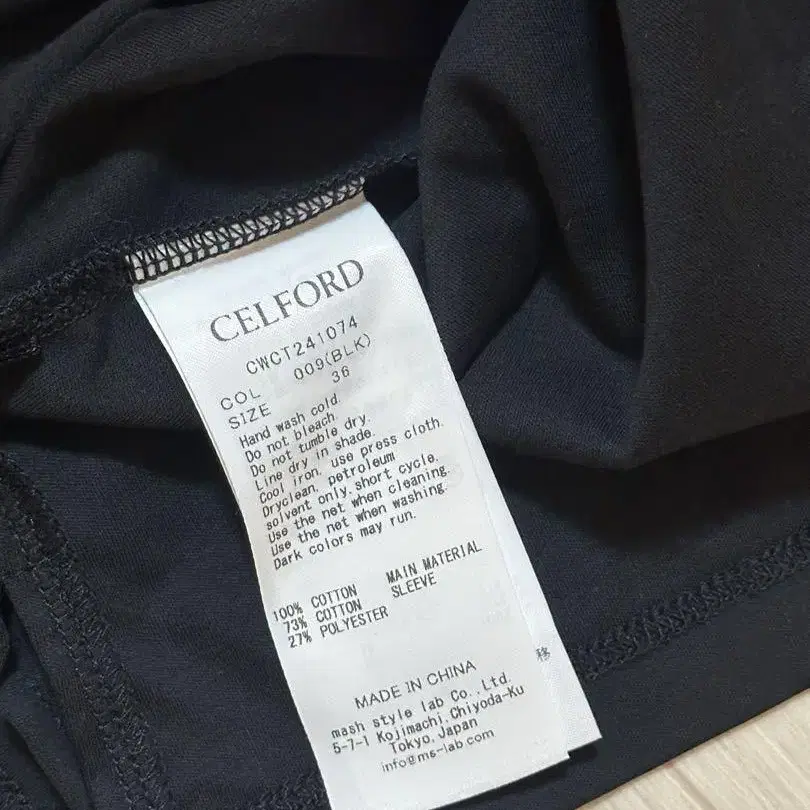 CELFORD
CWCT241074
COL 009(BLK)
SIZE 36
Hand wash cold.
Do not bleach.
Do not tumble dry.
Line dry in shade.
Cool iron, use press cloth.
Dryclean, petroleum
solvent only, short cycle.
Use the net when cleaning.
Use the net when washing.
Dark colors may run.
100% COTTON MAIN MATERIAL
73% COTTON SLEEVE
27% POLYESTER
MADE IN CHINA
mash style lab Co., Ltd.
5-7-1 Kojimachi, Chiyoda-Ku
Tokyo, Japan
info@ms-lab.com
移